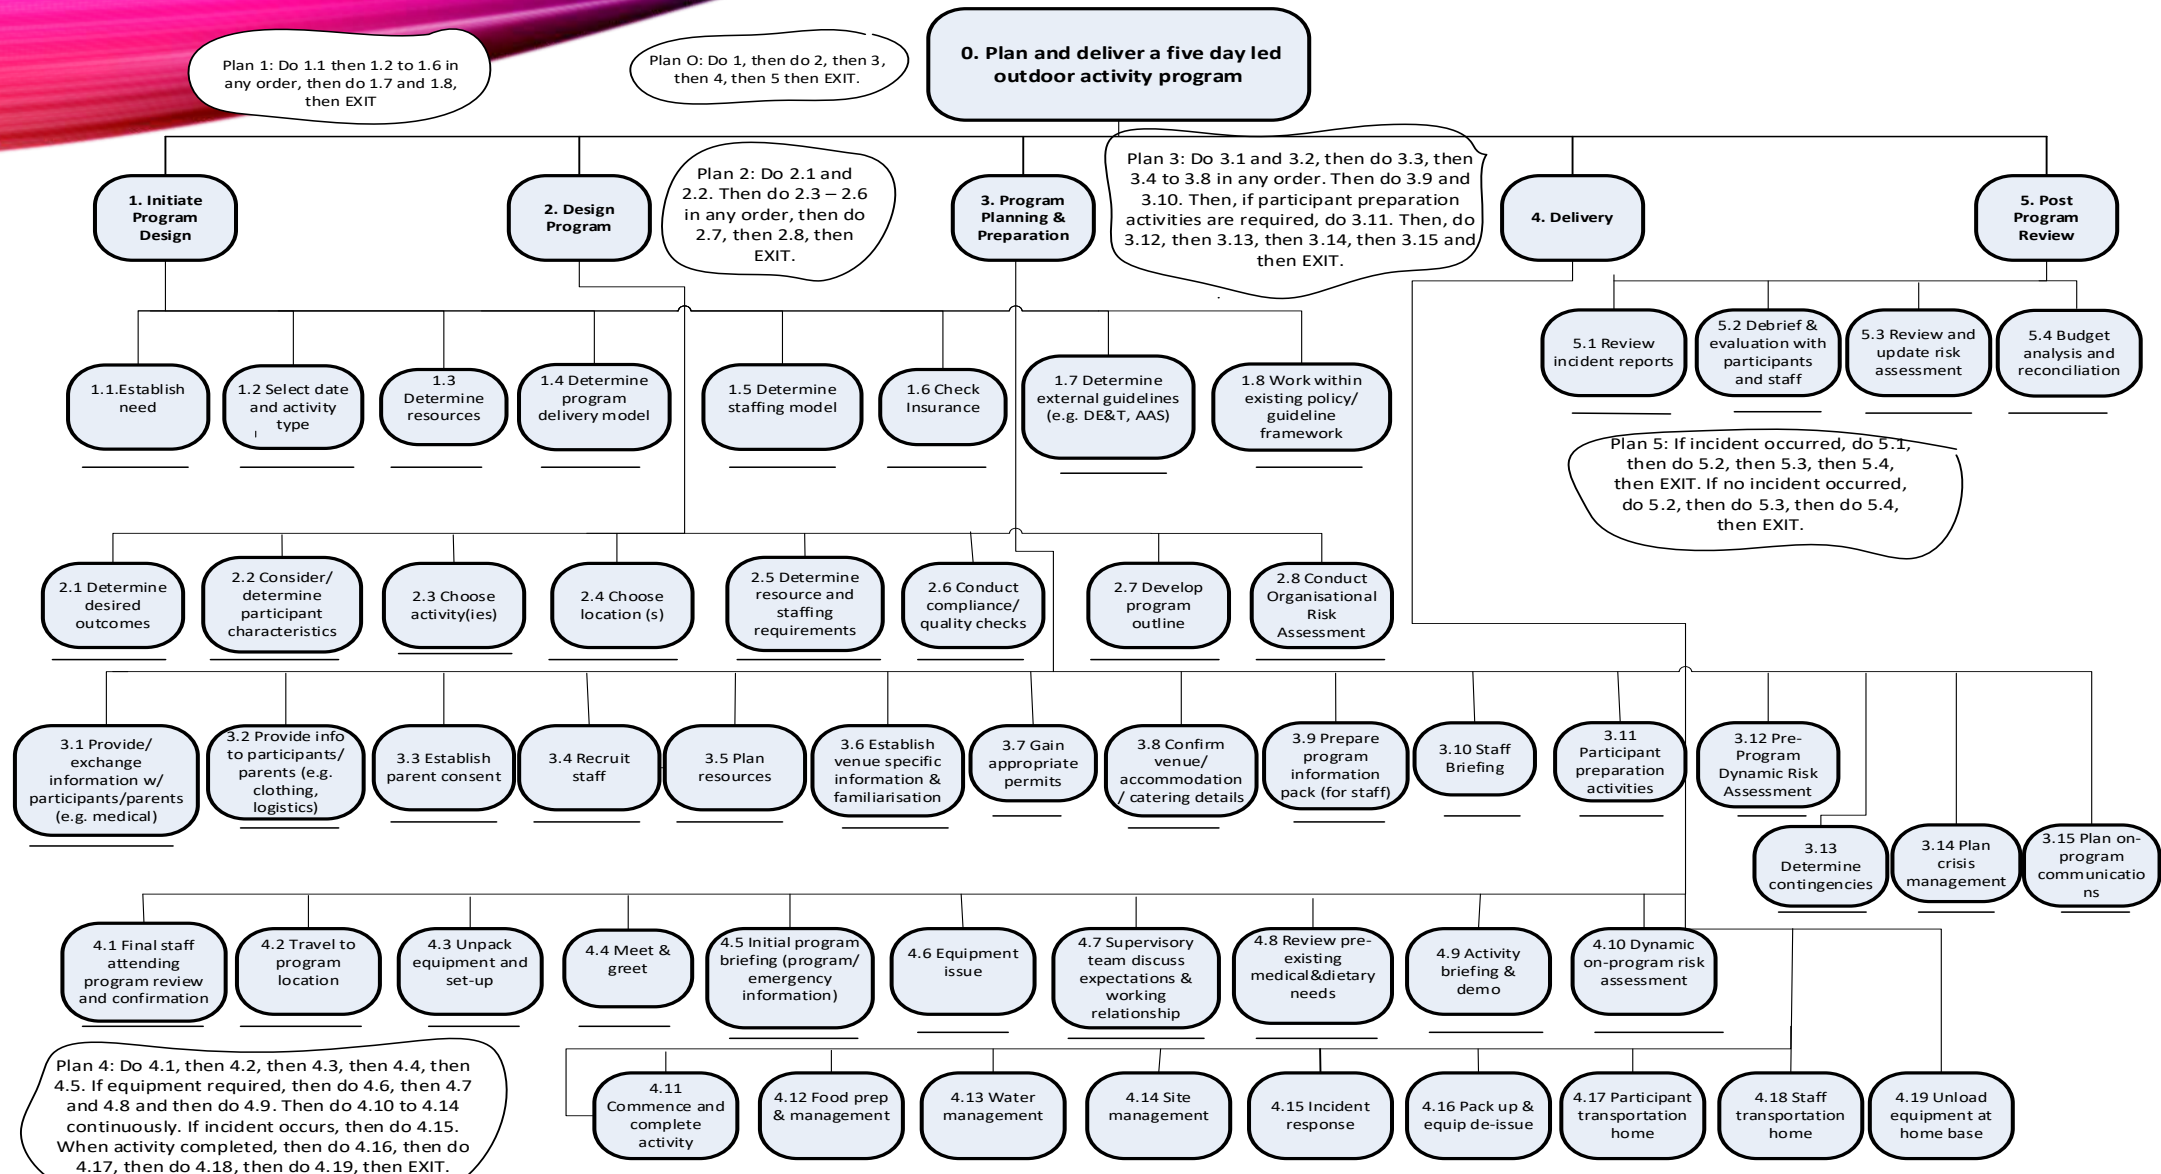 0. Plan and deliver a five day led
outdoor activity program
Plan 1: Do 1.1 then 1.2 to 1.6 in
any order, then do 1.7 and 1.8,
then EXIT
Plan O: Do 1, then do 2, then 3,
then 4, then 5 then EXIT.
1. Initiate
Program
Design
2. Design
Program
Plan 2: Do 2.1 and
2.2. Then do 2.3 – 2.6
in any order, then do
2.7, then 2.8, then
EXIT.
3. Program
Planning &
Preparation
Plan 3: Do 3.1 and 3.2, then do 3.3, then
3.4 to 3.8 in any order. Then do 3.9 and
3.10. Then, if participant preparation
activities are required, do 3.11. Then, do
3.12, then 3.13, then 3.14, then 3.15 and
then EXIT.
4. Delivery
5. Post
Program
Review
1.1.Establish
need
1.2 Select date
and activity
type
1.3
Determine
resources
1.4 Determine
program
delivery model
1.5 Determine
staffing model
1.6 Check
Insurance
1.7 Determine
external guidelines
(e.g. DE&T, AAS)
1.8 Work within
existing policy/
guideline
framework
5.1 Review
incident reports
5.2 Debrief &
evaluation with
participants
and staff
5.3 Review and
update risk
assessment
5.4 Budget
analysis and
reconciliation
Plan 5: If incident occurred, do 5.1,
then do 5.2, then 5.3, then 5.4,
then EXIT. If no incident occurred,
do 5.2, then do 5.3, then do 5.4,
then EXIT.
2.1 Determine
desired
outcomes
2.2 Consider/
determine
participant
characteristics
2.3 Choose
activity(ies)
2.4 Choose
location (s)
2.5 Determine
resource and
staffing
requirements
2.6 Conduct
compliance/
quality checks
2.7 Develop
program
outline
2.8 Conduct
Organisational
Risk
Assessment
3.1 Provide/
exchange
information w/
participants/parents
(e.g. medical)
3.2 Provide info
to participants/
parents (e.g.
clothing,
logistics)
3.3 Establish
parent consent
3.4 Recruit
staff
3.5 Plan
resources
3.6 Establish
venue specific
information &
familiarisation
3.7 Gain
appropriate
permits
3.8 Confirm
venue/
accommodation
/ catering details
3.9 Prepare
program
information
pack (for staff)
3.10 Staff
Briefing
3.11
Participant
preparation
activities
3.12 Pre-
Program
Dynamic Risk
Assessment
3.13
Determine
contingencies
3.14 Plan
crisis
management
3.15 Plan on-
program
communicatio
ns
4.1 Final staff
attending
program review
and confirmation
4.2 Travel to
program
location
4.3 Unpack
equipment and
set-up
4.4 Meet &
greet
4.5 Initial program
briefing (program/
emergency
information)
4.6 Equipment
issue
4.7 Supervisory
team discuss
expectations &
working
relationship
4.8 Review pre-
existing
medical&dietary
needs
4.9 Activity
briefing &
demo
4.10 Dynamic
on-program risk
assessment
Plan 4: Do 4.1, then 4.2, then 4.3, then 4.4, then
4.5. If equipment required, then do 4.6, then 4.7
and 4.8 and then do 4.9. Then do 4.10 to 4.14
continuously. If incident occurs, then do 4.15.
When activity completed, then do 4.16, then do
4.17, then do 4.18, then do 4.19, then EXIT.
4.11
Commence and
complete
activity
4.12 Food prep
& management
4.13 Water
management
4.14 Site
management
4.15 Incident
response
4.16 Pack up &
equip de-issue
4.17 Participant
transportation
home
4.18 Staff
transportation
home
4.19 Unload
equipment at
home base